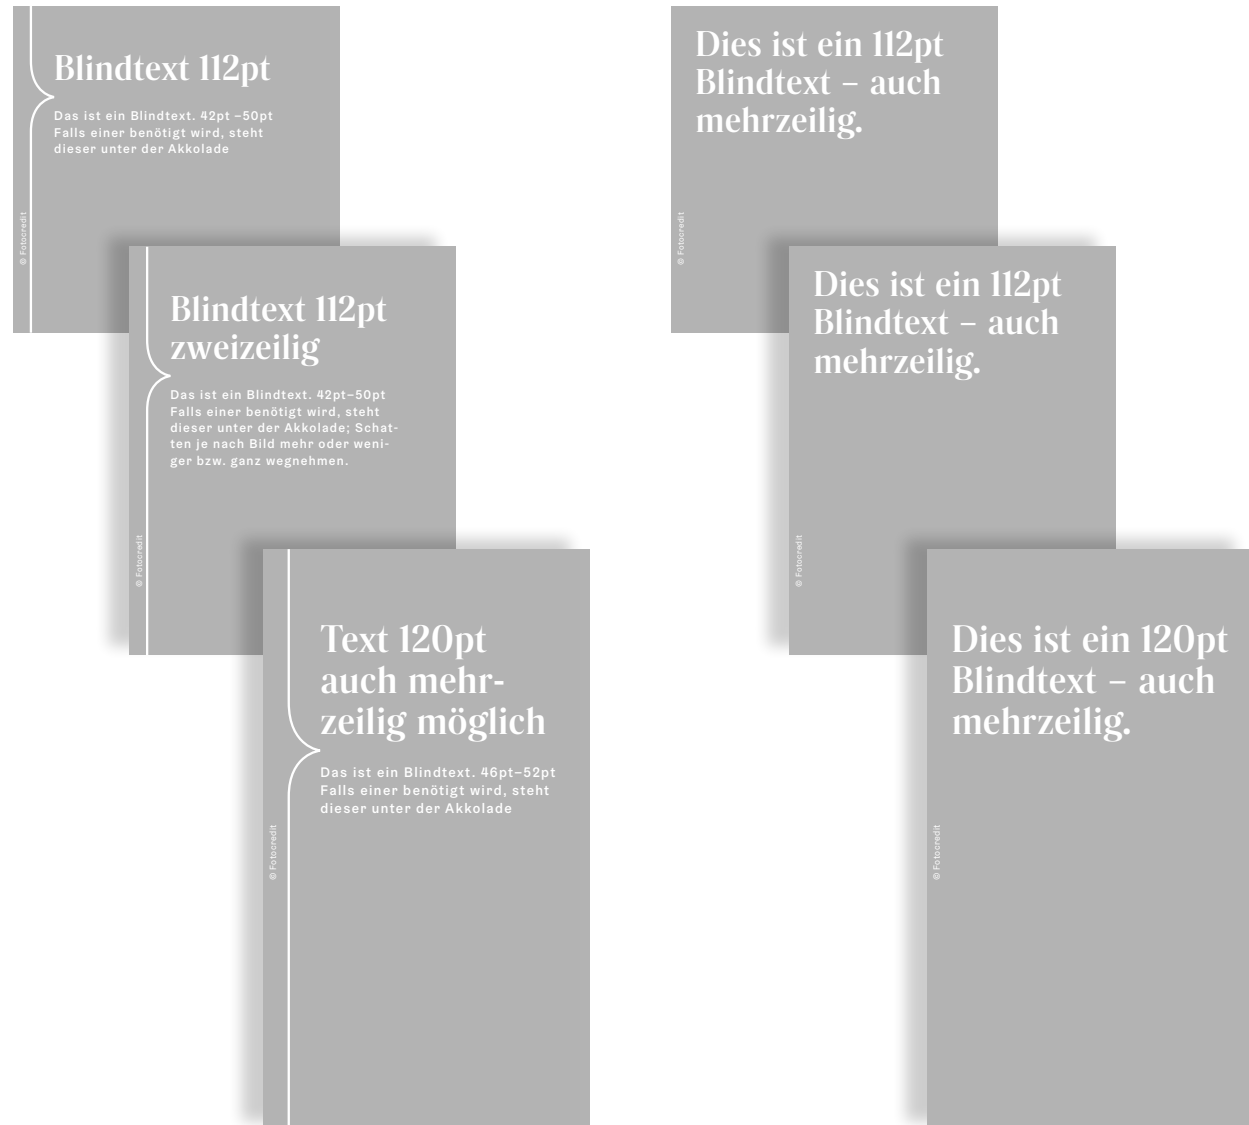 Blindtext 112pt
Das ist ein Blindtext. 42pt –50pt
Falls einer benötigt wird, steht
dieser unter der Akkolade
© Fotocredit
Blindtext 112pt
zweizeilig
Das ist ein Blindtext. 42pt–50pt
Falls einer benötigt wird, steht
dieser unter der Akkolade; Schat-
ten je nach Bild mehr oder weni-
ger bzw. ganz wegnehmen.
© Fotocredit
Text 120pt
auch mehr-
zeilig möglich
Das ist ein Blindtext. 46pt–52pt
Falls einer benötigt wird, steht
dieser unter der Akkolade
© Fotocredit
Dies ist ein 112pt
Blindtext – auch
mehrzeilig.
© Fotocredit
Dies ist ein 112pt
Blindtext – auch
mehrzeilig.
© Fotocredit
Dies ist ein 120pt
Blindtext – auch
mehrzeilig.
© Fotocredit